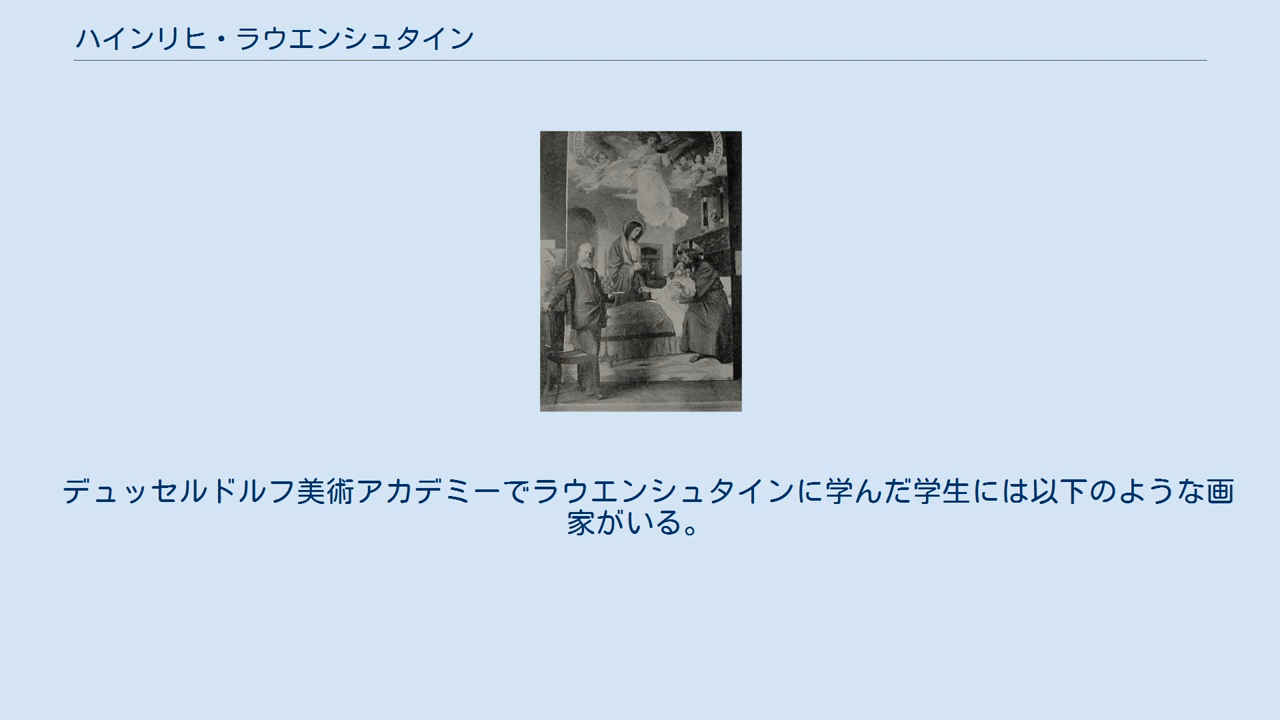 ハインリヒ・ラウエンシュタイン
デュッセルドルフ美術アカデミーでラウエンシュタインに学んだ学生には以下のような画
家がいる。